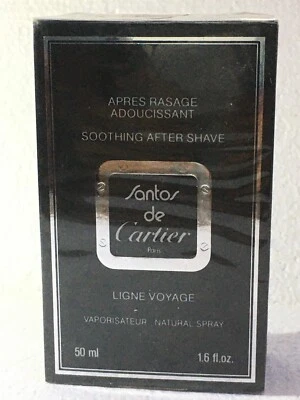 APRES RASAGE
ADOUCISSANT
SOOTHING AFTER SHAVE
Santos
de
Cartier
Paris
LIGNE VOYAGE
VAPORISATEUR NATURAL SPRAY
50 ml 1.6 fl.oz.